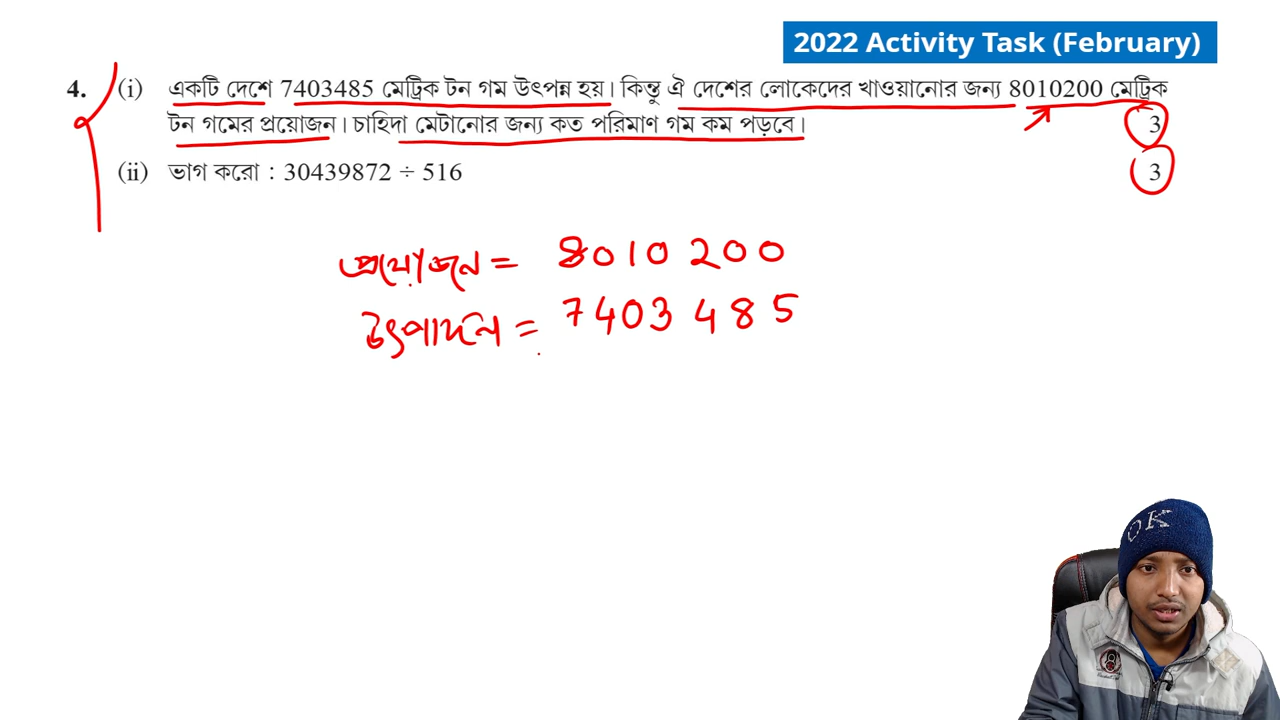 2022 Activity Task (February)
4. (i) একটি দেশে 7403485 মেট্রিক টন গম উৎপন্ন হয়। কিন্তু ঐ দেশের লোকেদের খাওয়ানোর জন্য 8010200 মেট্রিক
টন গমের প্রয়োজন। চাহিদা মেটানোর জন্য কত পরিমাণ গম কম পড়বে। 3
(ii) ভাগ করো : 30439872 ÷ 516 3
প্রয়োজন = 8010200
উৎপাদন = 7403485
OK